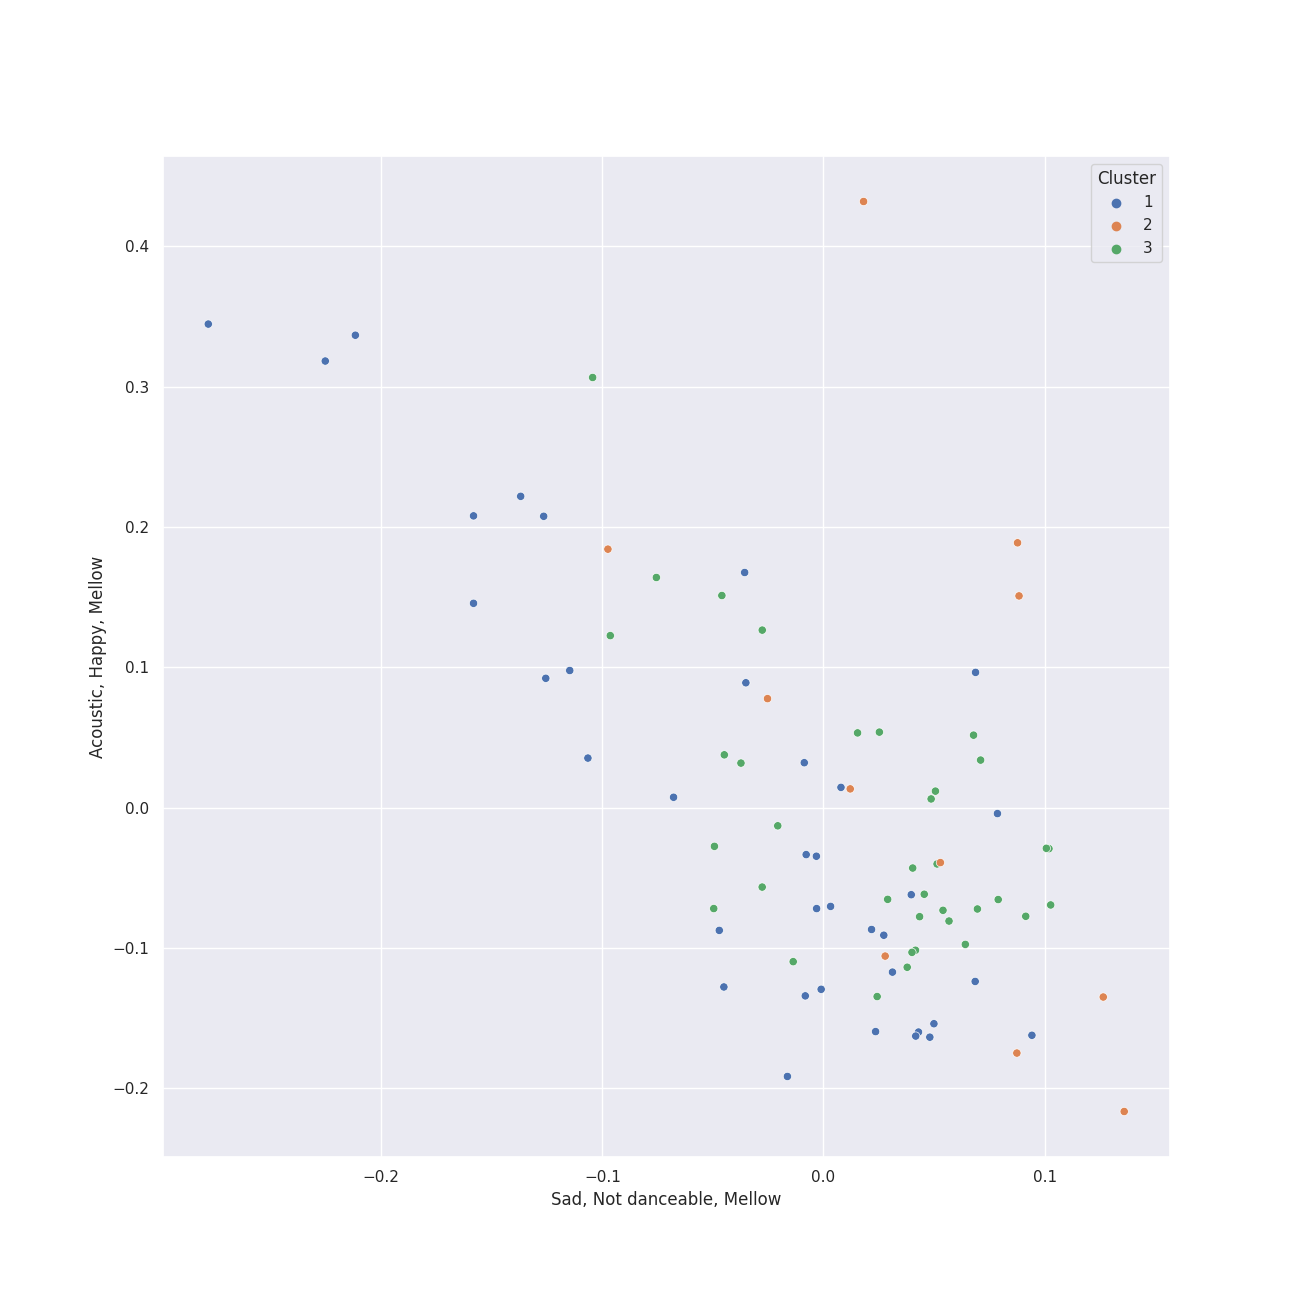 Cluster
1
2
3
0.4
0.3
0.2
0.1
0.0
−0.1
−0.2
Acoustic, Happy, Mellow
−0.2 −0.1 0.0 0.1
Sad, Not danceable, Mellow